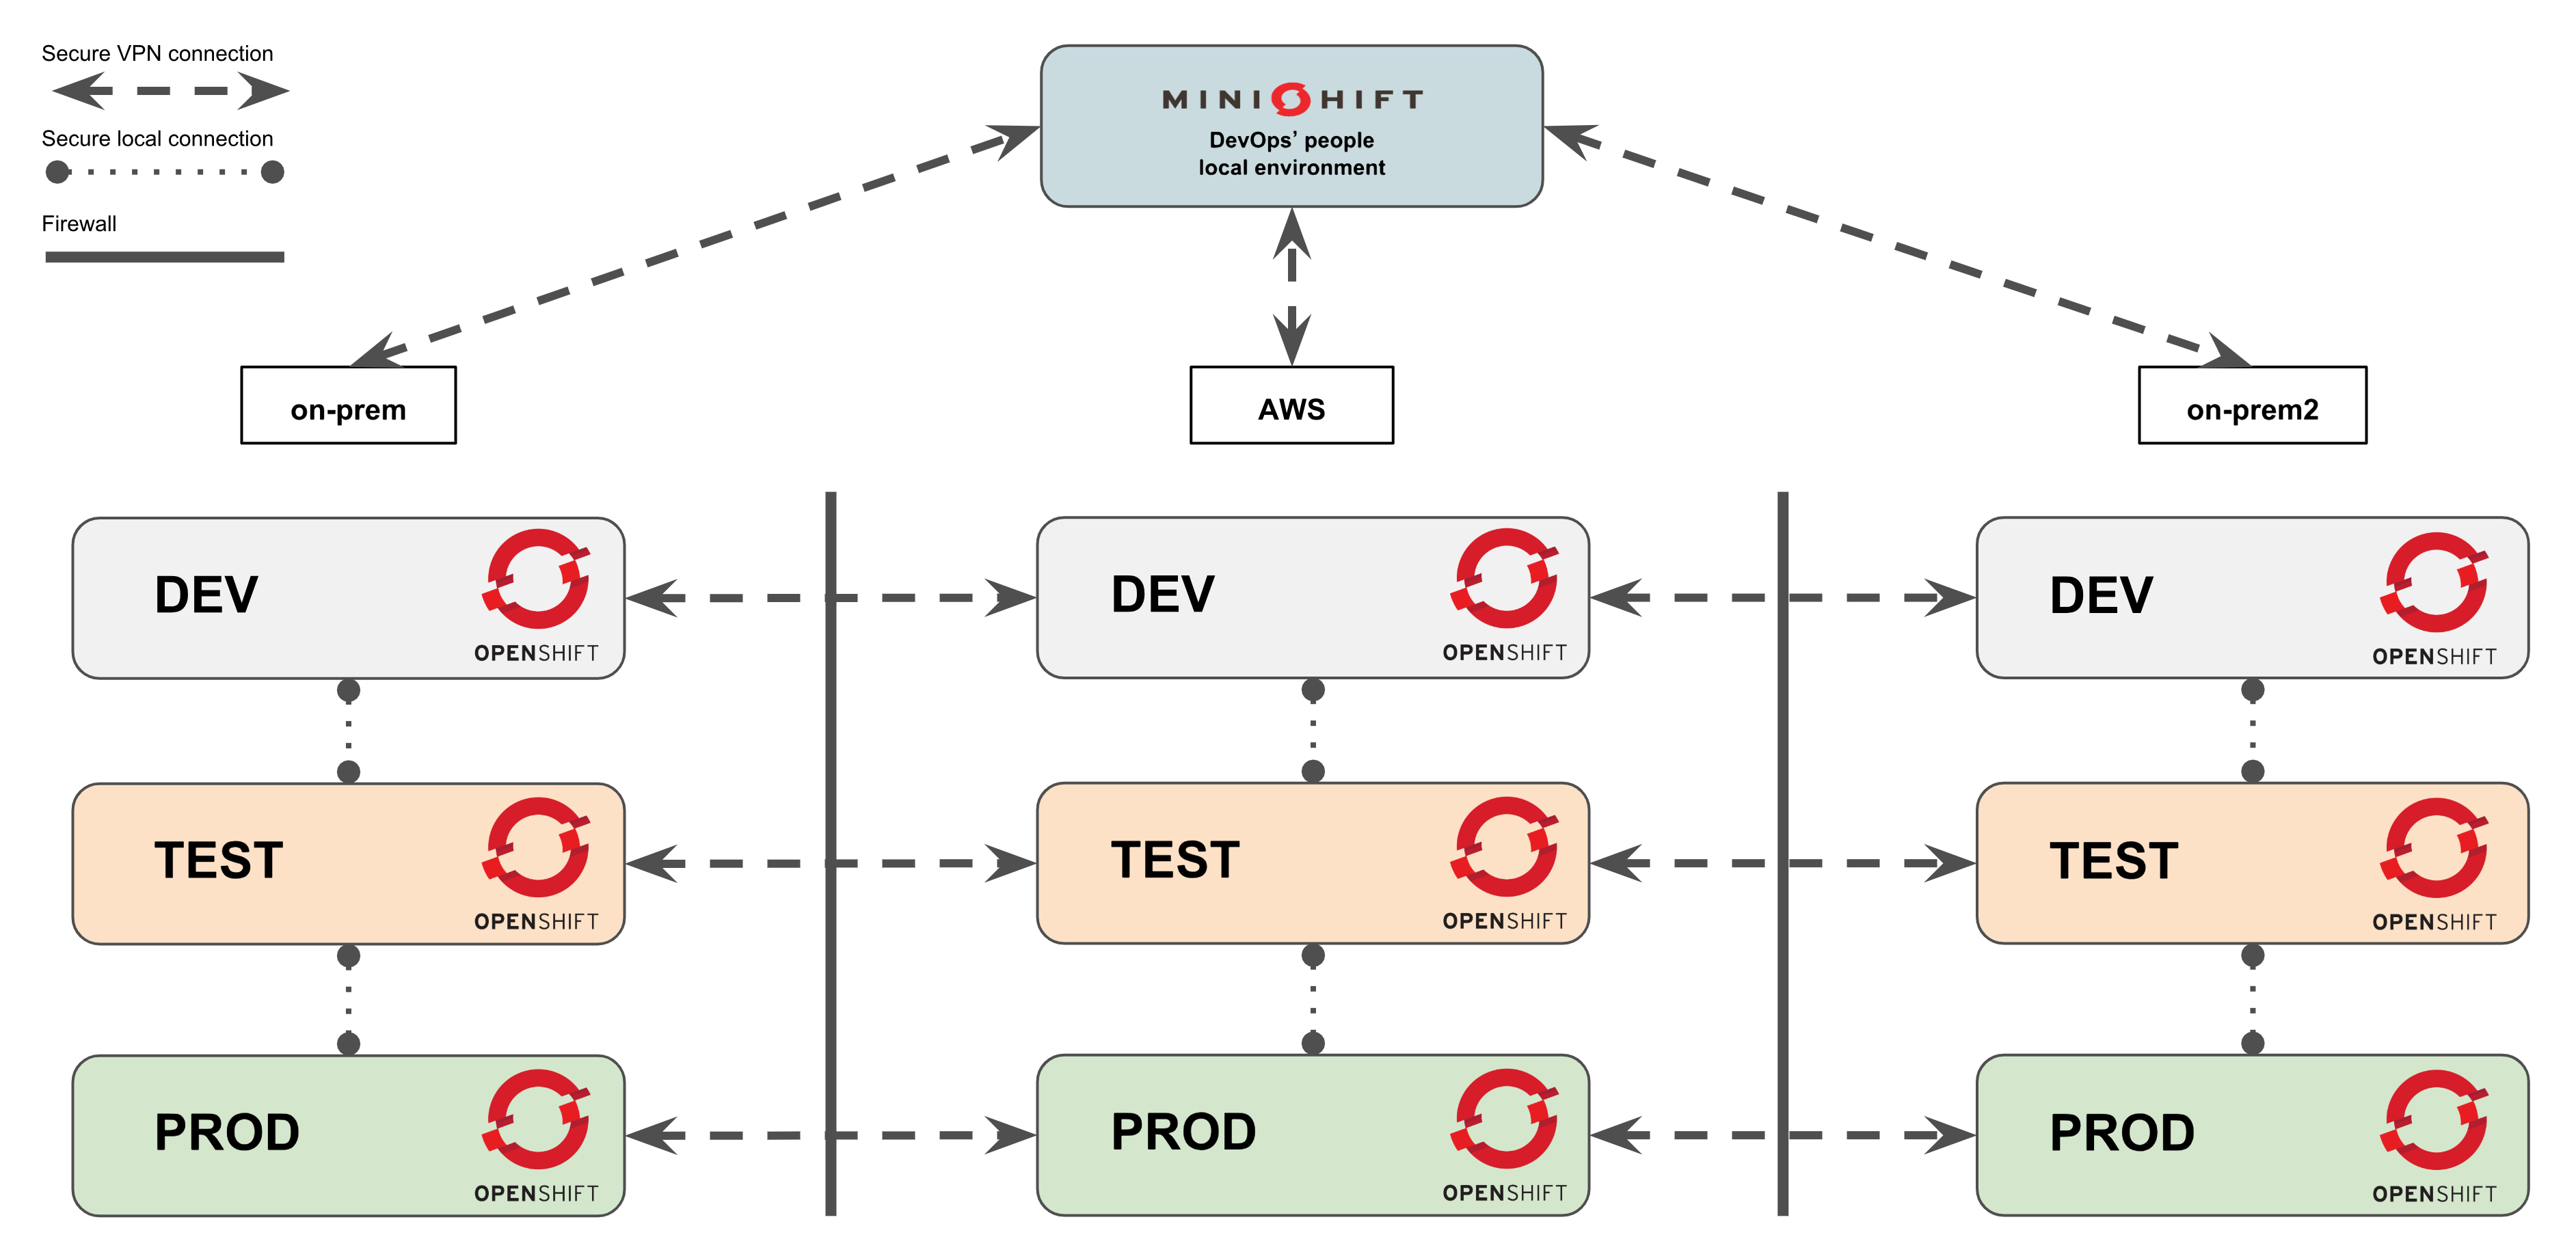 Secure VPN connection
Secure local connection
Firewall
MINISHIFT
DevOps’ people
local environment
on-prem
AWS
on-prem2
DEV
OPENSHIFT
DEV
OPENSHIFT
DEV
OPENSHIFT
TEST
OPENSHIFT
TEST
OPENSHIFT
TEST
OPENSHIFT
PROD
OPENSHIFT
PROD
OPENSHIFT
PROD
OPENSHIFT